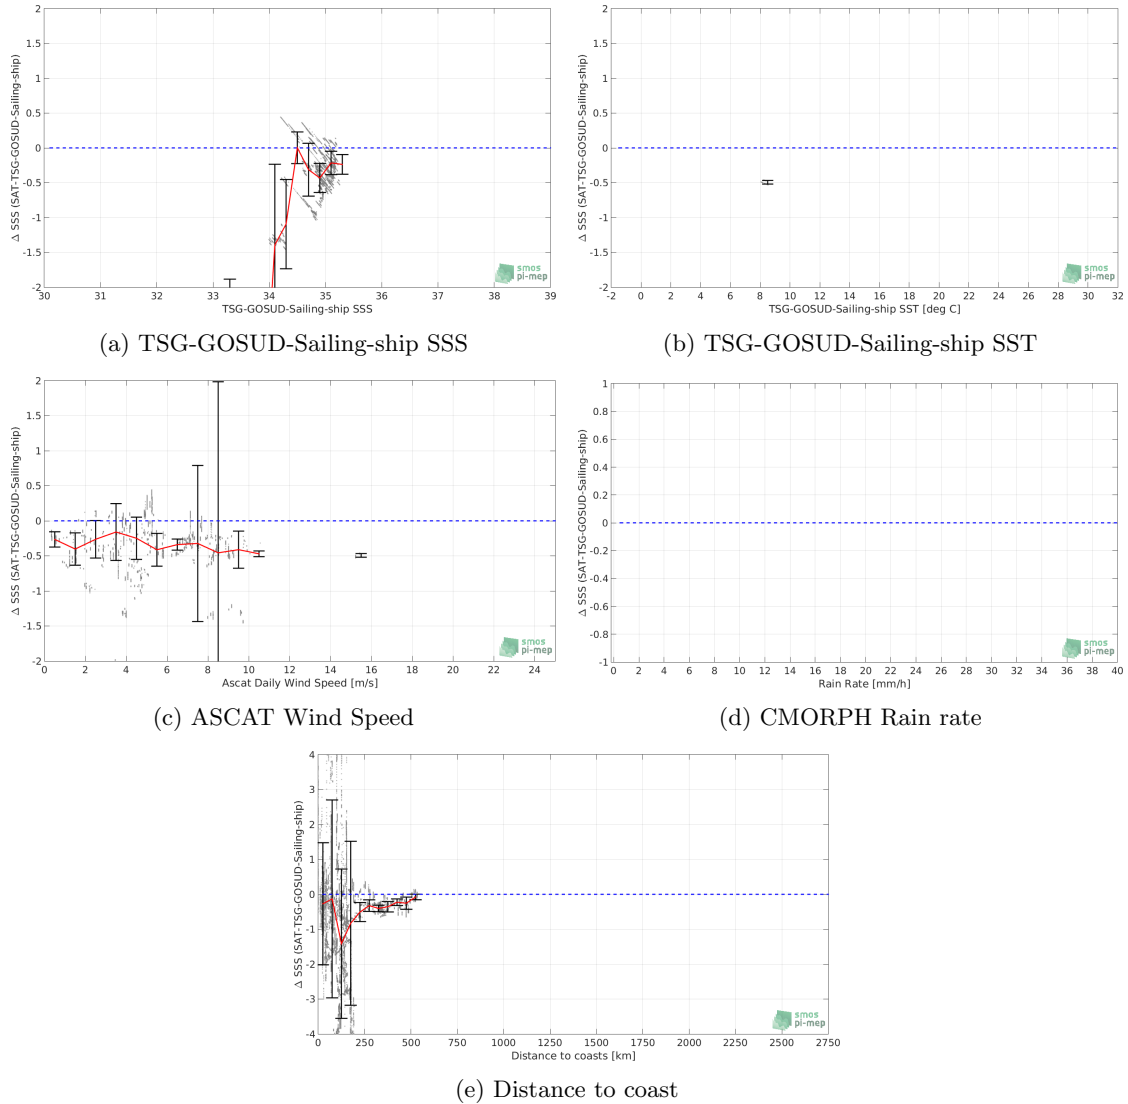 2
1.5
1
0.5
0
-0.5
-1
-1.5
-2
Δ SSS (SAT-TSG-GOSUD-Sailing-ship)
30 31 32 33 34 35 36 37 38 39
TSG-GOSUD-Sailing-ship SSS
smos
pi-mep
(a) TSG-GOSUD-Sailing-ship SSS
2
1.5
1
0.5
0
-0.5
-1
-1.5
-2
Δ SSS (SAT-TSG-GOSUD-Sailing-ship)
-2 0 2 4 6 8 10 12 14 16 18 20 22 24 26 28 30 32
TSG-GOSUD-Sailing-ship SST [deg C]
smos
pi-mep
(b) TSG-GOSUD-Sailing-ship SST
2
1.5
1
0.5
0
-0.5
-1
-1.5
-2
Δ SSS (SAT-TSG-GOSUD-Sailing-ship)
0 2 4 6 8 10 12 14 16 18 20 22 24
Ascat Daily Wind Speed [m/s]
smos
pi-mep
(c) ASCAT Wind Speed
1
0.8
0.6
0.4
0.2
0
-0.2
-0.4
-0.6
-0.8
-1
Δ SSS (SAT-TSG-GOSUD-Sailing-ship)
0 2 4 6 8 10 12 14 16 18 20 22 24 26 28 30 32 34 36 38 40
Rain Rate [mm/h]
smos
pi-mep
(d) CMORPH Rain rate
4
3
2
1
0
-1
-2
-3
-4
Δ SSS (SAT-TSG-GOSUD-Sailing-ship)
0 250 500 750 1000 1250 1500 1750 2000 2250 2500 2750
Distance to coasts [km]
smos
pi-mep
(e) Distance to coast